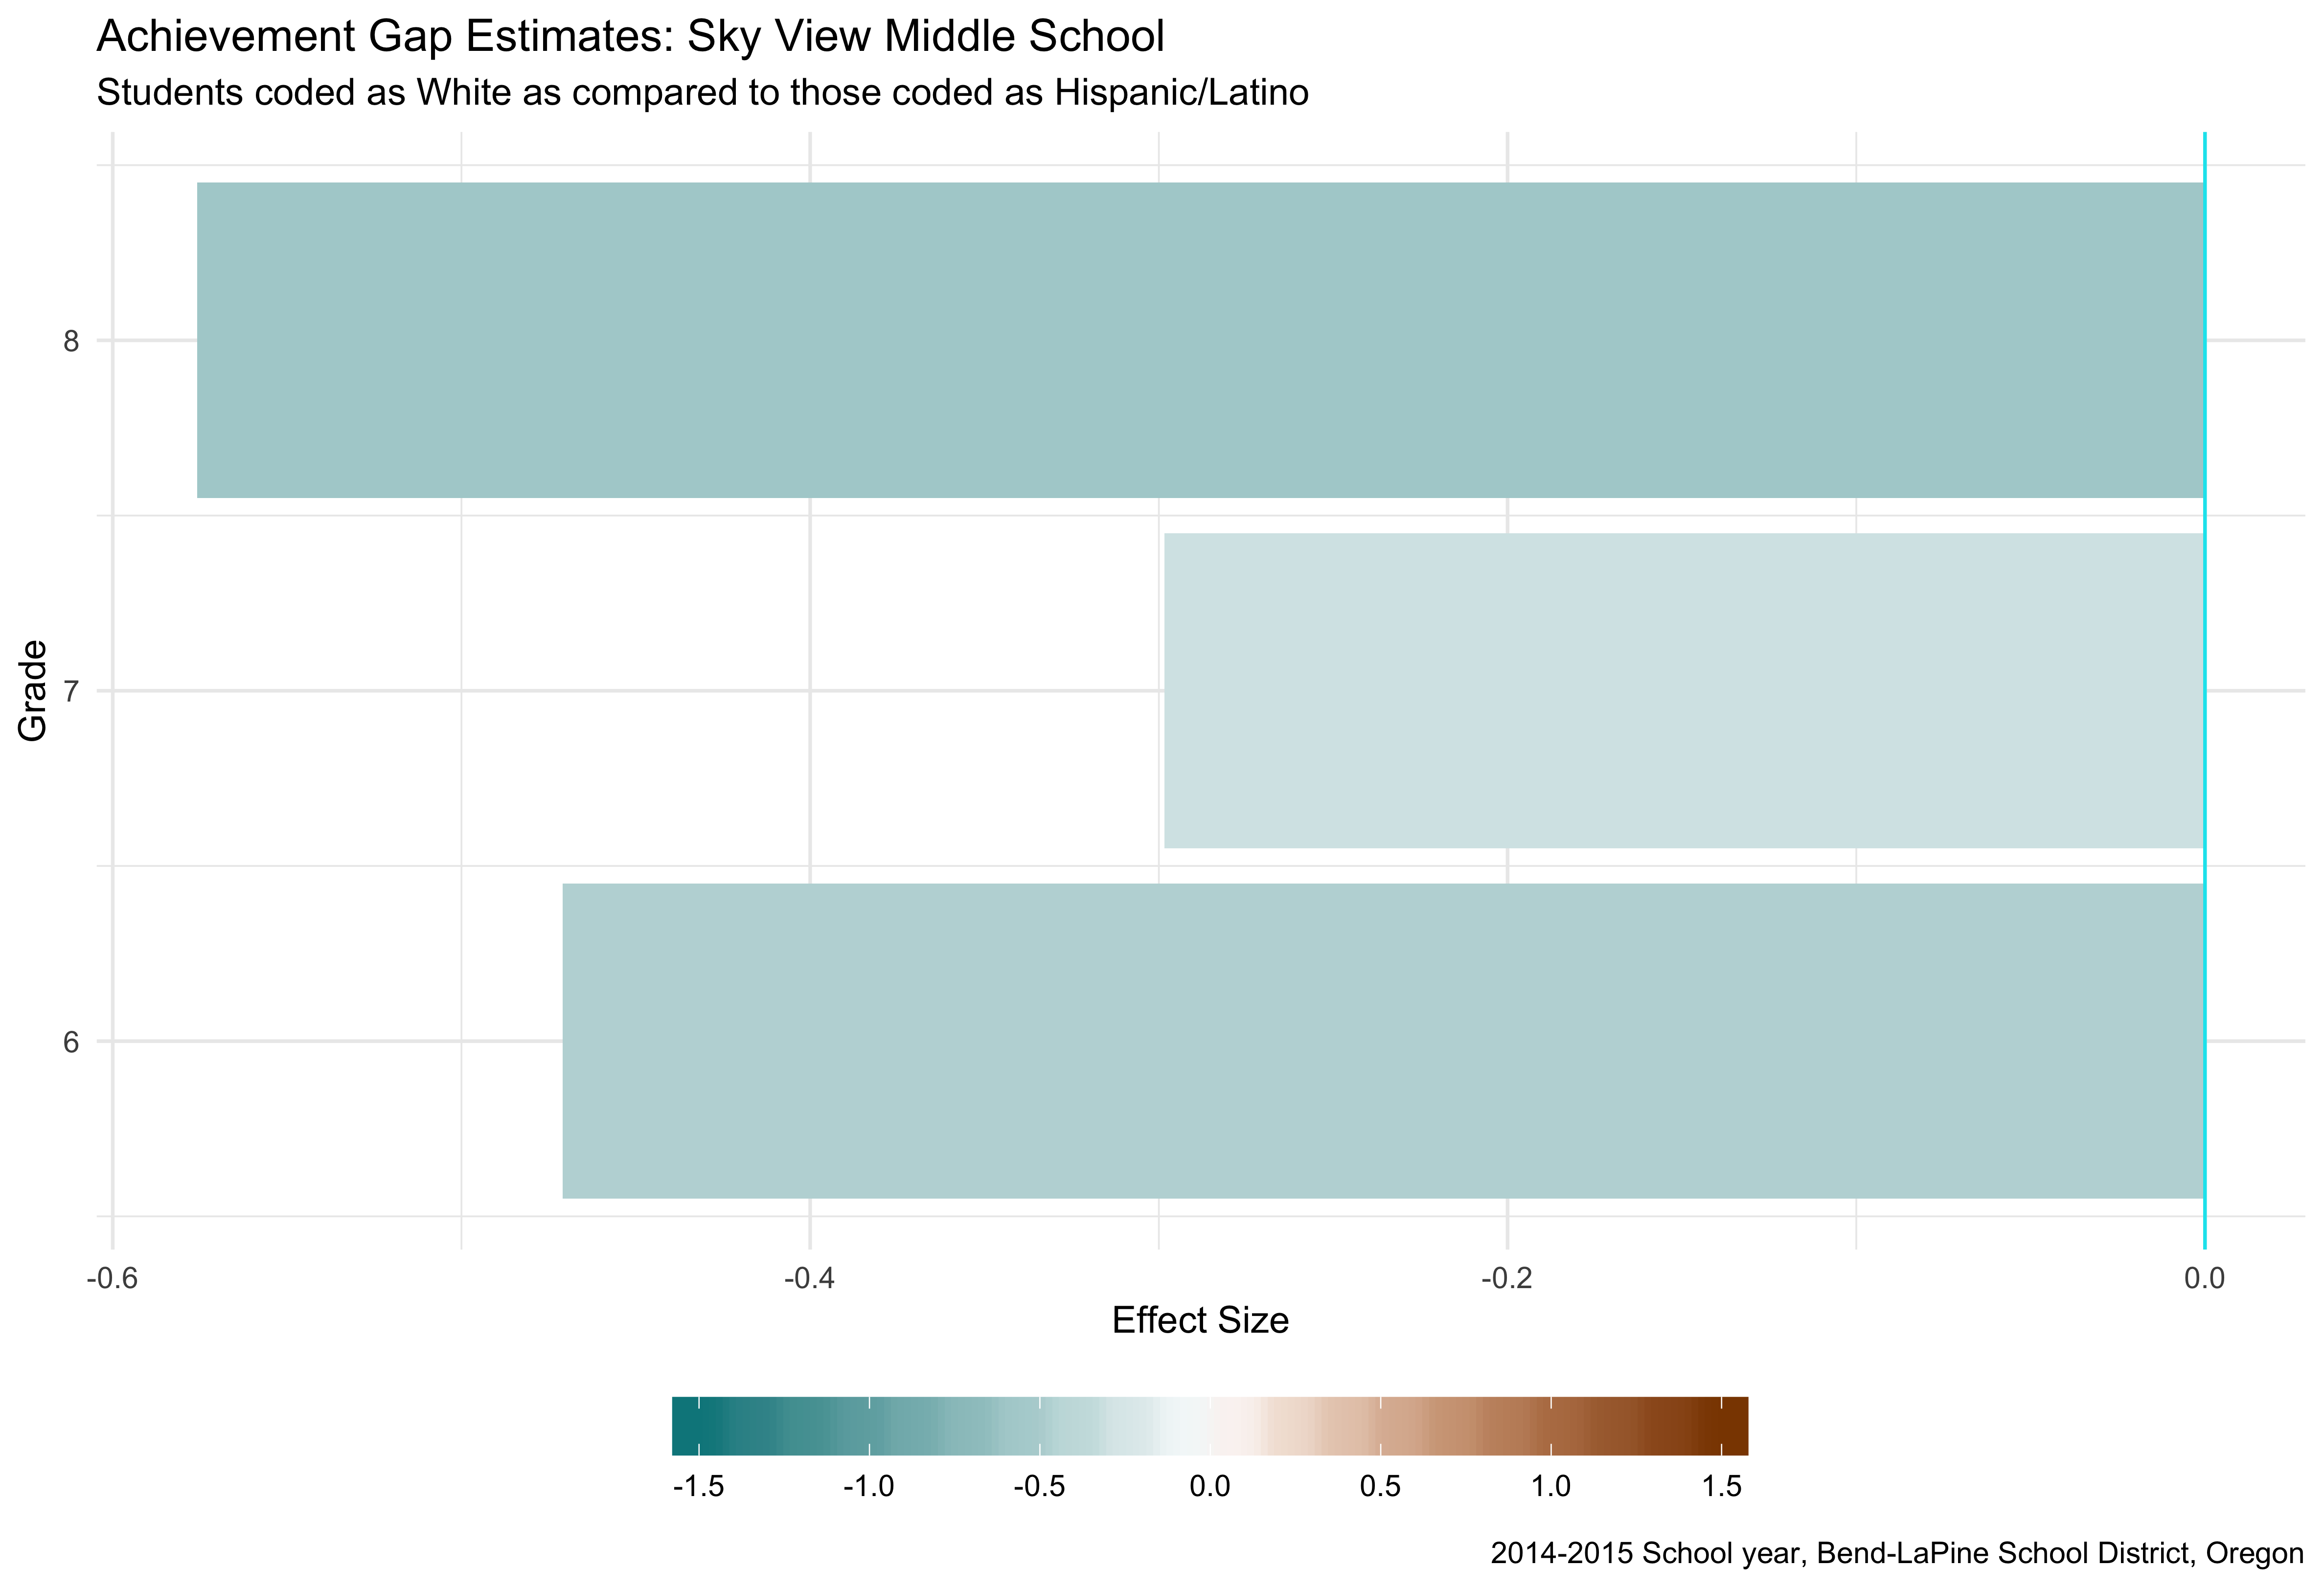 Achievement Gap Estimates: Sky View Middle School
Students coded as White as compared to those coded as Hispanic/Latino
Grade
8
7
6
-0.6 -0.4 -0.2 0.0
Effect Size
-1.5 -1.0 -0.5 0.0 0.5 1.0 1.5
2014-2015 School year, Bend-LaPine School District, Oregon